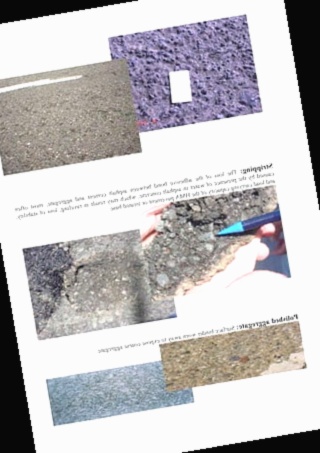 Stripping: The loss of the adhesive bond between asphalt cement and aggregate, most often
caused by the presence of water in asphalt concrete, which may result in raveling, loss of stability,
and load carrying capacity of the HMA pavement or treated base.
Polished aggregate: Surface binder worn away to expose coarse aggregate.